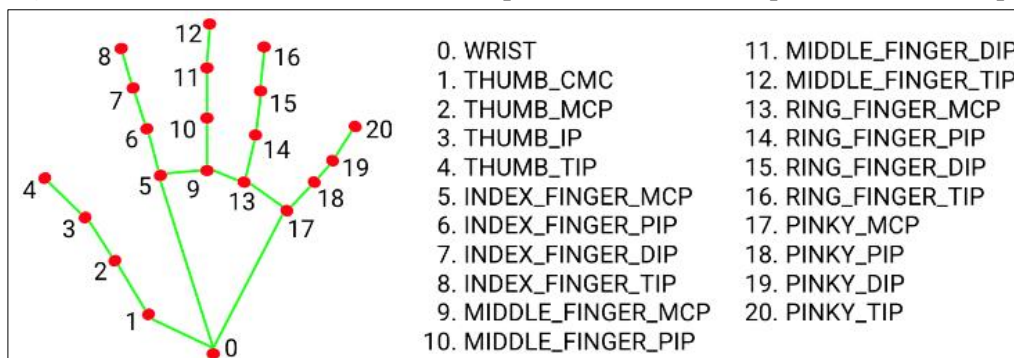 12
8
16
11
7
15
20
6
10
14
19
4
5
9
13
18
3
17
2
1
0
0. WRIST
1. THUMB_CMC
2. THUMB_MCP
3. THUMB_IP
4. THUMB_TIP
5. INDEX_FINGER_MCP
6. INDEX_FINGER_PIP
7. INDEX_FINGER_DIP
8. INDEX_FINGER_TIP
9. MIDDLE_FINGER_MCP
10. MIDDLE_FINGER_PIP
11. MIDDLE_FINGER_DIP
12. MIDDLE_FINGER_TIP
13. RING_FINGER_MCP
14. RING_FINGER_PIP
15. RING_FINGER_DIP
16. RING_FINGER_TIP
17. PINKY_MCP
18. PINKY_PIP
19. PINKY_DIP
20. PINKY_TIP